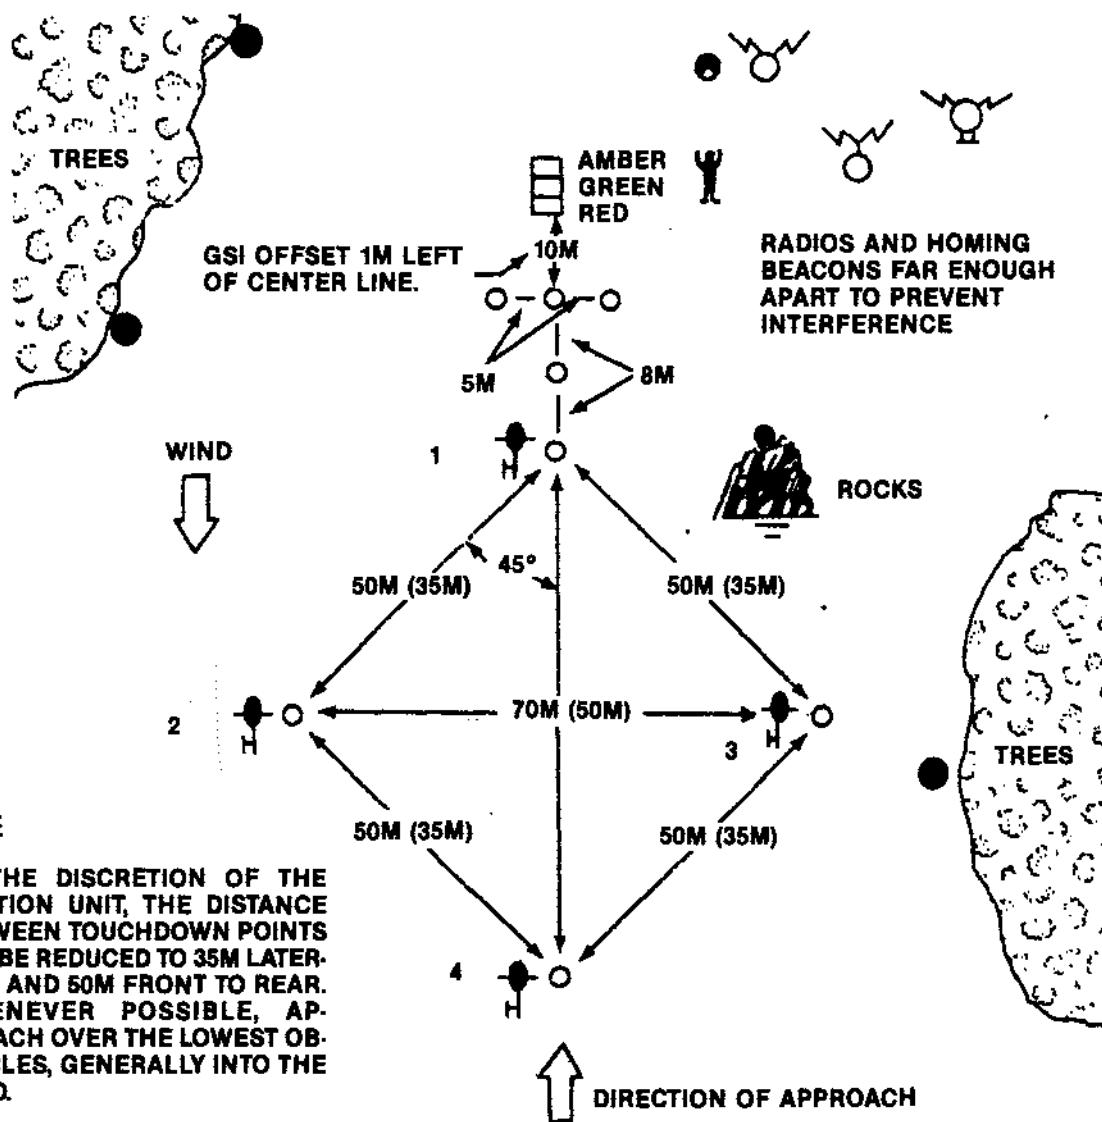 TREES
AMBER
GREEN
RED
10M
GSI OFFSET 1M LEFT
OF CENTER LINE.
RADIOS AND HOMING
BEACONS FAR ENOUGH
APART TO PREVENT
INTERFERENCE
5M
8M
WIND
1
H
ROCKS
45°
50M (35M)
50M (35M)
2
H
70M (50M)
3
H
TREES
50M (35M)
50M (35M)
E
THE DISCRETION OF THE
TION UNIT, THE DISTANCE
WEEN TOUCHDOWN POINTS
BE REDUCED TO 35M LATER-
AND 50M FRONT TO REAR.
ENEVER POSSIBLE, AP-
ACH OVER THE LOWEST OB-
CLES, GENERALLY INTO THE
D.
4
H
DIRECTION OF APPROACH